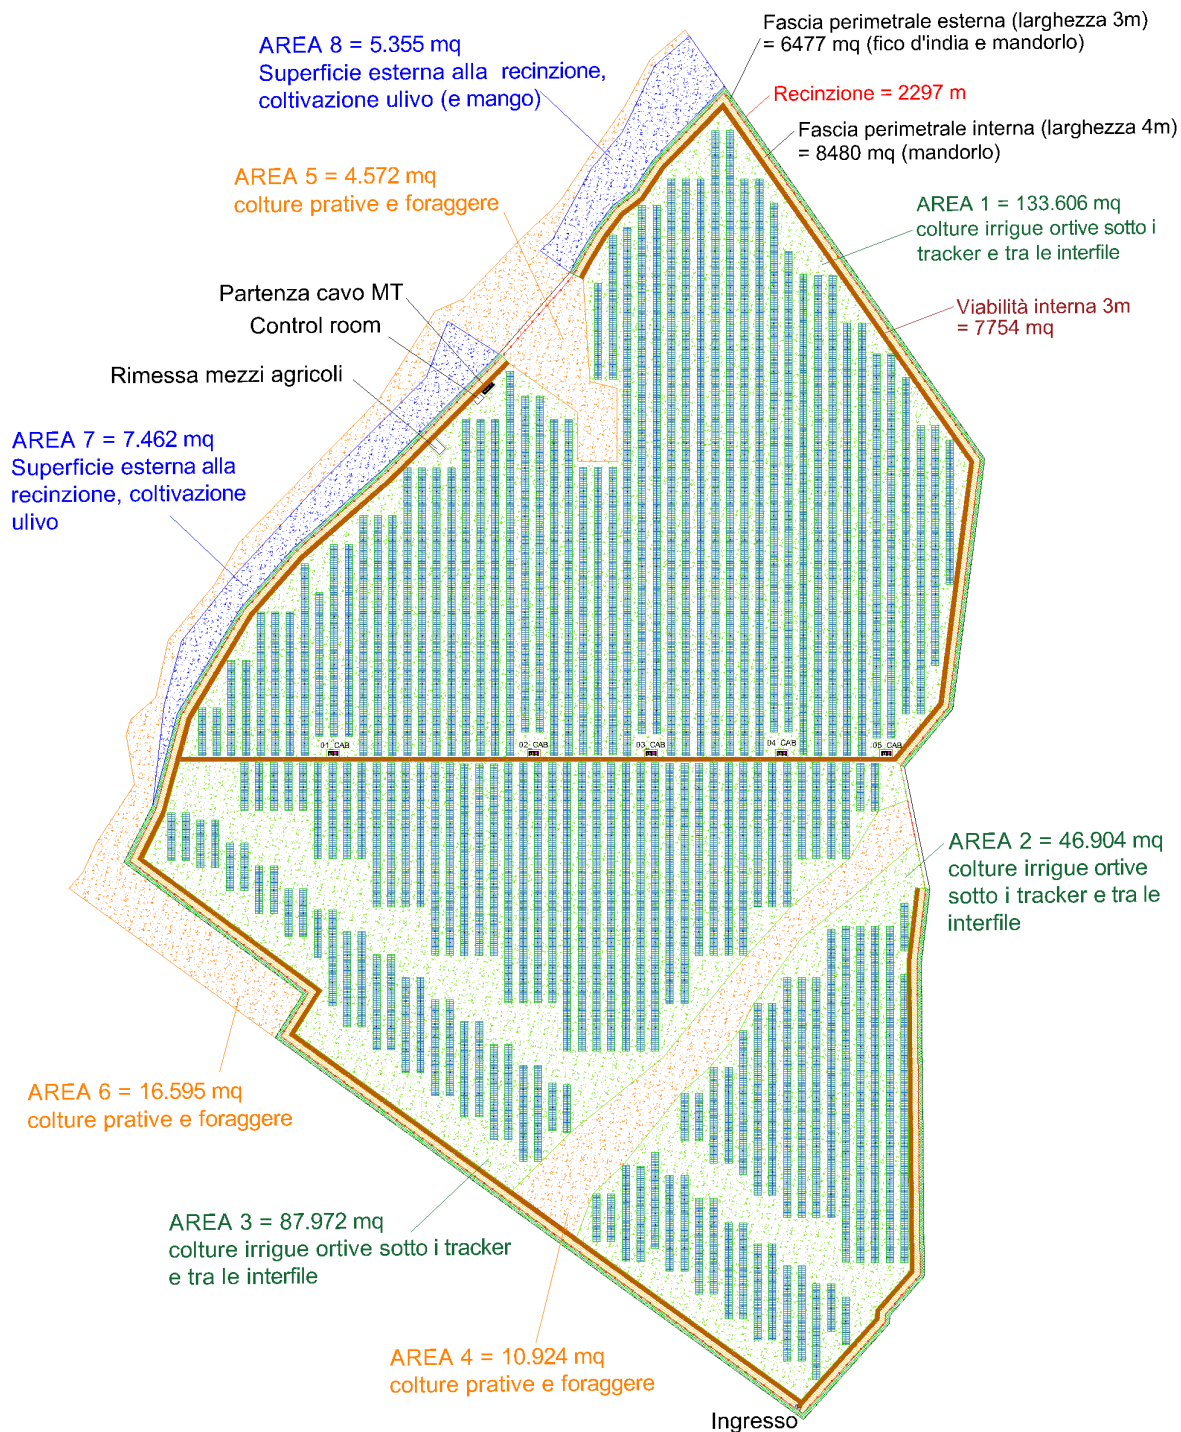 AREA 8 = 5.355 mq
Superficie esterna alla recinzione,
coltivazione ulivo (e mango)
Fascia perimetrale esterna (larghezza 3m)
= 6477 mq (fico d'india e mandorlo)
Recinzione = 2297 m
Fascia perimetrale interna (larghezza 4m)
= 8480 mq (mandorlo)
AREA 5 = 4.572 mq
colture prative e foraggere
AREA 1 = 133.606 mq
colture irrigue ortive sotto i
tracker e tra le interfile
Partenza cavo MT
Control room
Viabilità interna 3m
= 7754 mq
Rimessa mezzi agricoli
AREA 7 = 7.462 mq
Superficie esterna alla
recinzione, coltivazione
ulivo
01_CAB
02_CAB
03_CAB
04_CAB
05_CAB
AREA 2 = 46.904 mq
colture irrigue ortive
sotto i tracker e tra le
interfile
AREA 6 = 16.595 mq
colture prative e foraggere
AREA 3 = 87.972 mq
colture irrigue ortive sotto i tracker
e tra le interfile
AREA 4 = 10.924 mq
colture prative e foraggere
Ingresso